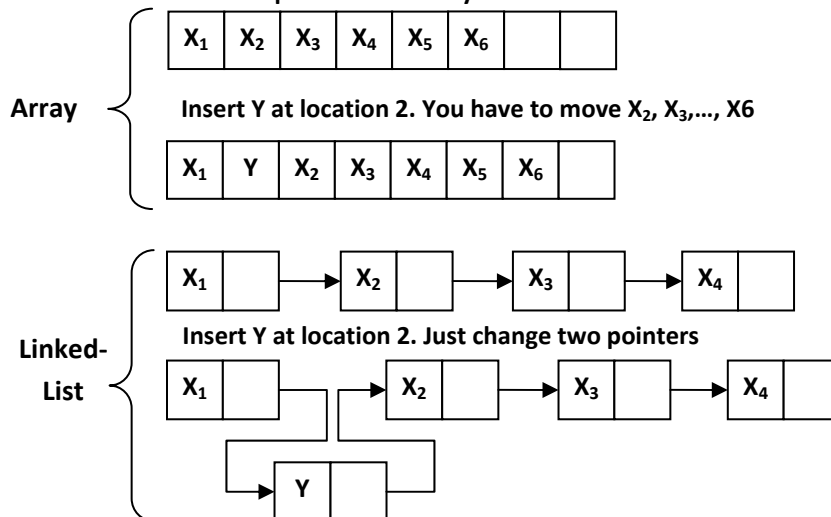 X₁ X₂ X₃ X₄ X₅ X₆
Array
Insert Y at location 2. You have to move X₂, X₃,..., X6
X₁ Y X₂ X₃ X₄ X₅ X₆
X₁ X₂ X₃ X₄
Insert Y at location 2. Just change two pointers
Linked-
List
X₁ X₂ X₃ X₄
Y